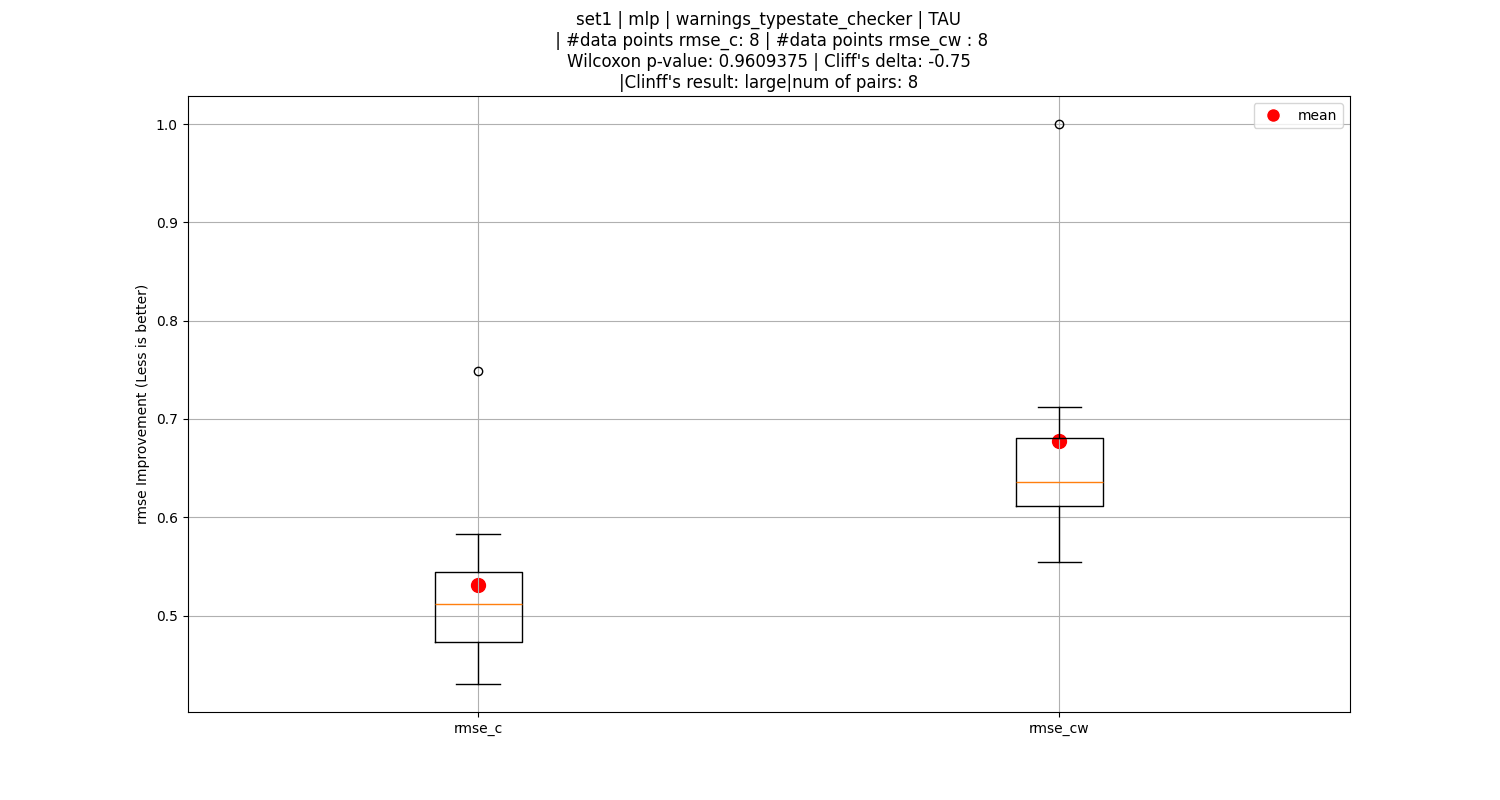 set1 | mlp | warnings_typestate_checker | TAU
| #data points rmse_c: 8 | #data points rmse_cw : 8
Wilcoxon p-value: 0.9609375 | Cliff's delta: -0.75
|Clinff's result: large|num of pairs: 8
mean
1.0
0.9
0.8
0.7
0.6
0.5
rmse Improvement (Less is better)
rmse_c
rmse_cw